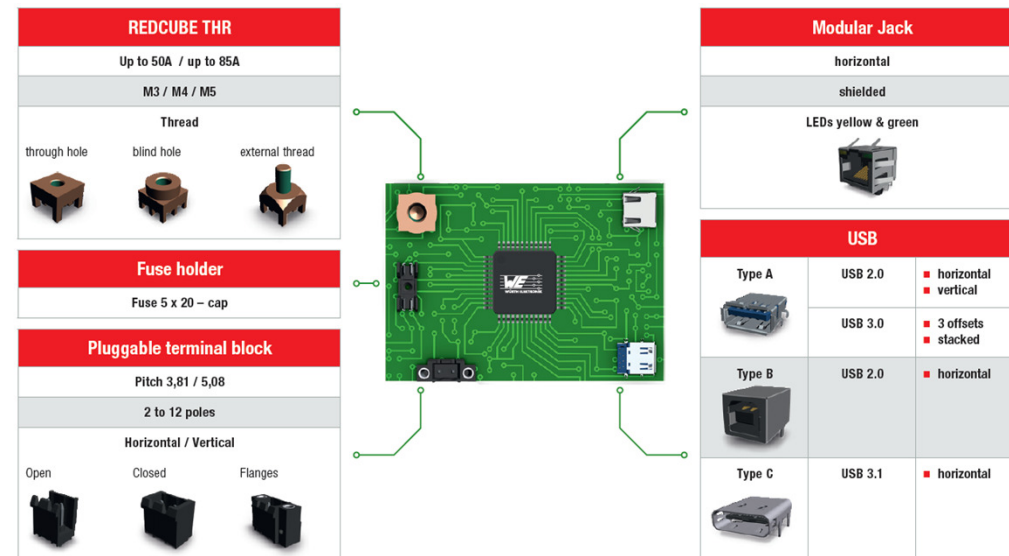 REDCUBE THR
Up to 50A / up to 85A
M3 / M4 / M5
Thread
through hole
blind hole
external thread
Fuse holder
Fuse 5 x 20 – cap
Pluggable terminal block
Pitch 3,81 / 5,08
2 to 12 poles
Horizontal / Vertical
Open
Closed
Flanges
WE
WÜRTH ELEKTRONIK
Modular Jack
horizontal
shielded
LEDs yellow & green
USB
Type A
USB 2.0
horizontal
vertical
USB 3.0
3 offsets
stacked
Type B
USB 2.0
horizontal
Type C
USB 3.1
horizontal